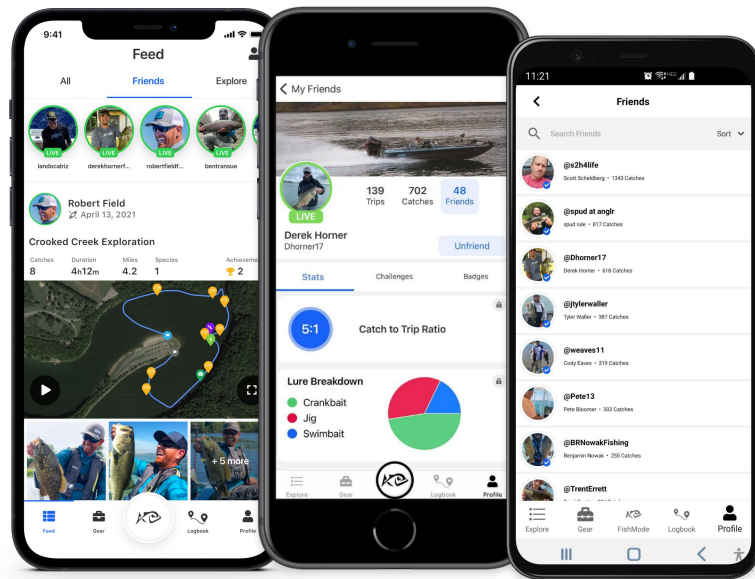 9:41
Feed
All Friends Explore
LIVE LIVE LIVE LIVE
landocalriz derekhornerf... robertfieldf... bentransue
Robert Field
April 13, 2021
Crooked Creek Exploration
Catches Duration Miles Species Achieveme
8 4h12m 4.2 1 2
+ 5 more
Feed Gear Logbook Profile
My Friends
139 702 48
Trips Catches Friends
LIVE
Derek Horner
Dhorner17
Unfriend
Stats Challenges Badges
5:1 Catch to Trip Ratio
Lure Breakdown
Crankbait
Jig
Swimbait
Explore Gear Logbook Profile
11:21
Friends
Search Friends Sort
@s2h4life
Scott Scheldberg • 1343 Catches
@spud at anglr
spud rule • 817 Catches
@Dhorner17
Derek Horner • 618 Catches
@jtylerwaller
Tyler Waller • 387 Catches
@weaves11
Cody Eaves • 319 Catches
@Pete13
Pete Bloomer • 303 Catches
@BRNowakFishing
Benjamin Nowak • 255 Catches
@TrentErrett
Explore Gear FishMode Logbook Profile